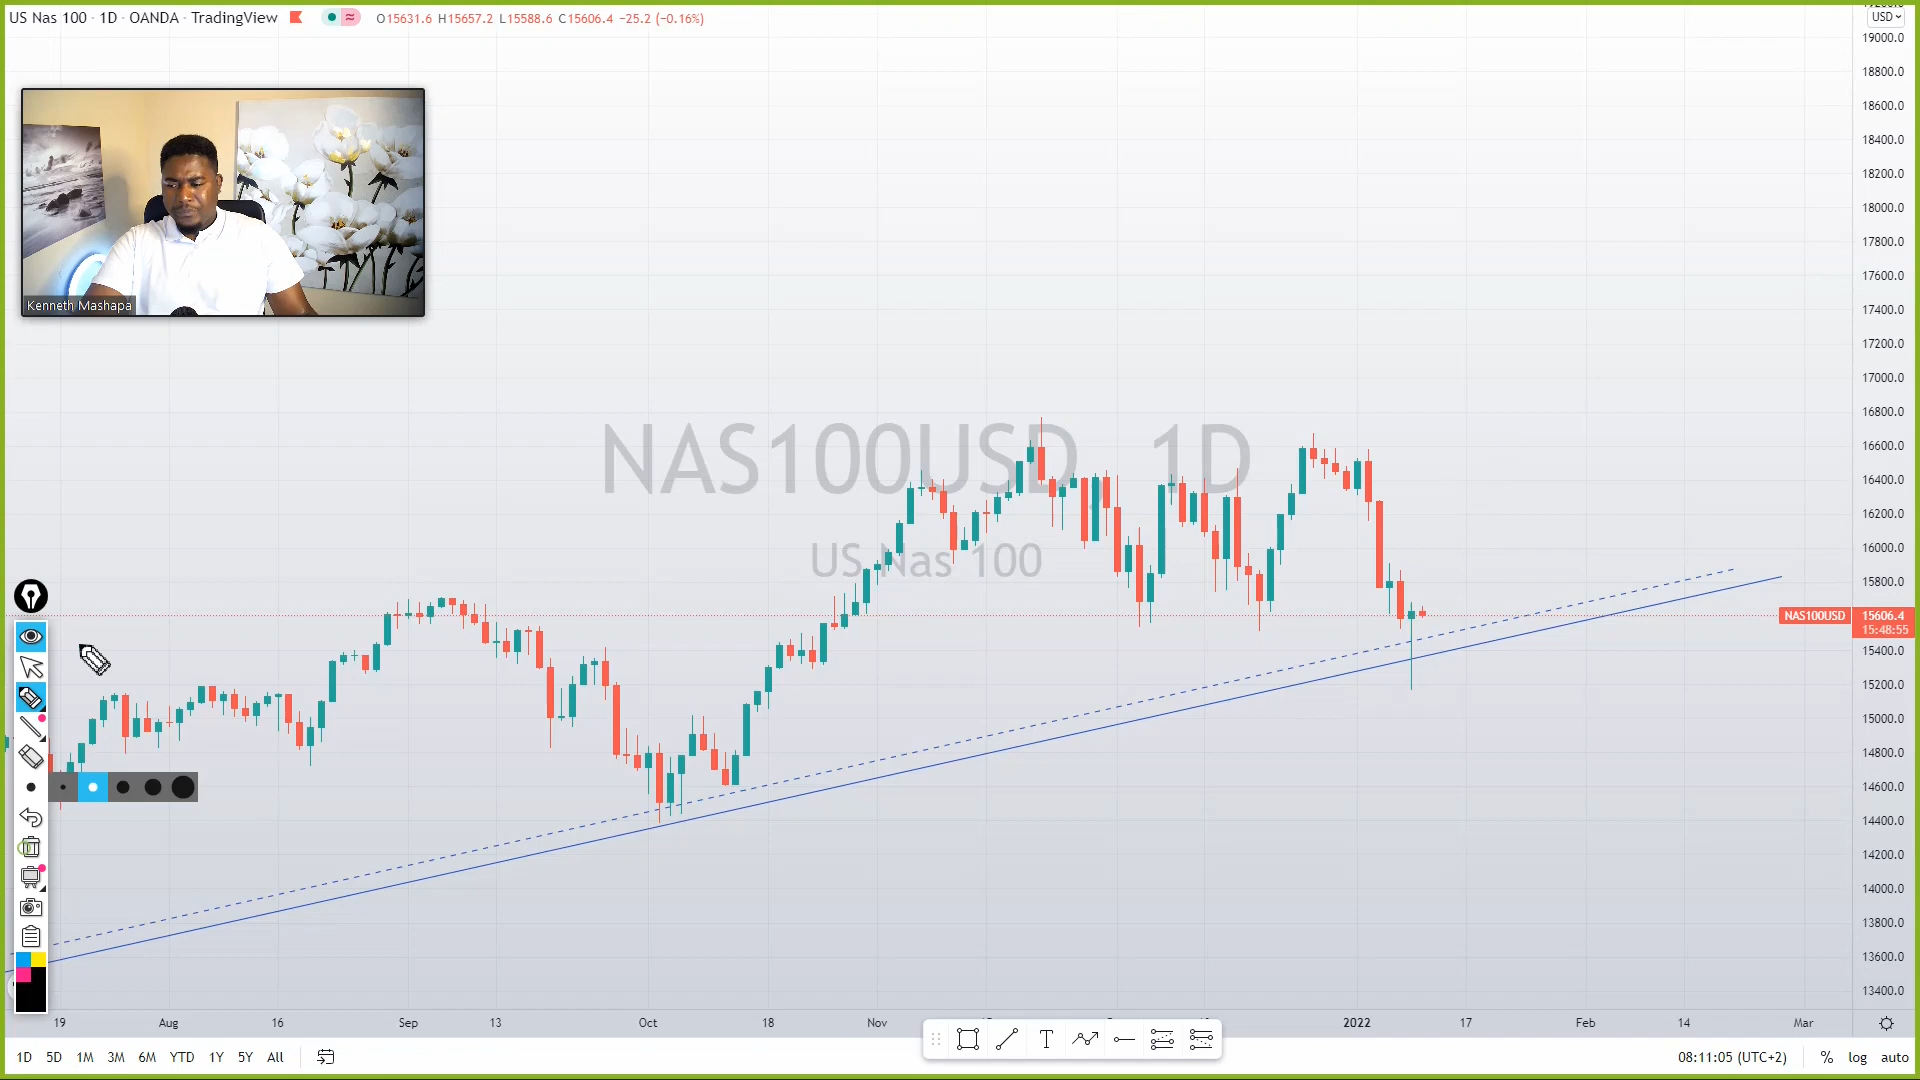 US Nas 100 · 1D · OANDA · TradingView
O15631.6 H15657.2 L15588.6 C15606.4 −25.2 (−0.16%)
USD
19000.0
18800.0
18600.0
18400.0
18200.0
18000.0
17800.0
17600.0
17400.0
17200.0
17000.0
16800.0
16600.0
16400.0
16200.0
16000.0
15800.0
NAS100USD 15606.4
15:48:55
15400.0
15200.0
15000.0
14800.0
14600.0
14400.0
14200.0
14000.0
13800.0
13600.0
13400.0
Kenneth Mashapa
NAS100USD, 1D
US Nas 100
19 Aug 16 Sep 13 Oct 18 Nov 2022 17 Feb 14 Mar
T
1D 5D 1M 3M 6M YTD 1Y 5Y All
08:11:05 (UTC+2) % log auto